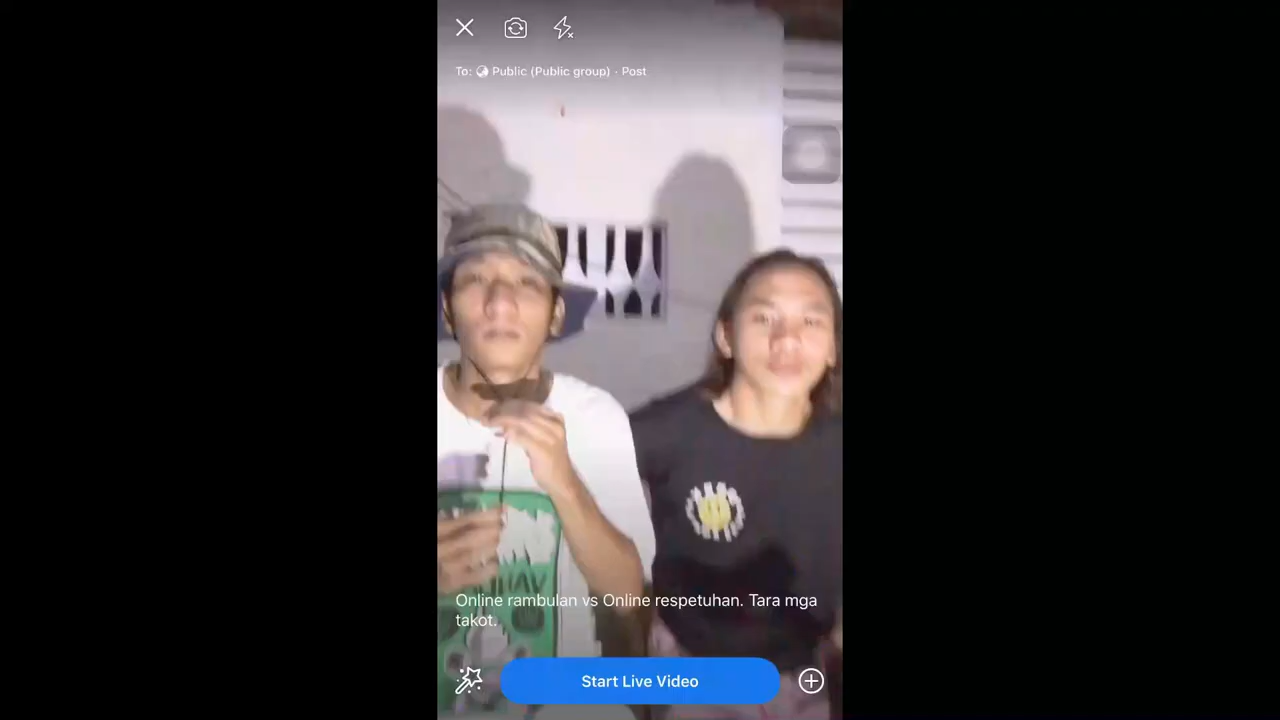 To: Public (Public group) · Post
Online rambulan vs Online respetuhan. Tara mga
takot.
Start Live Video